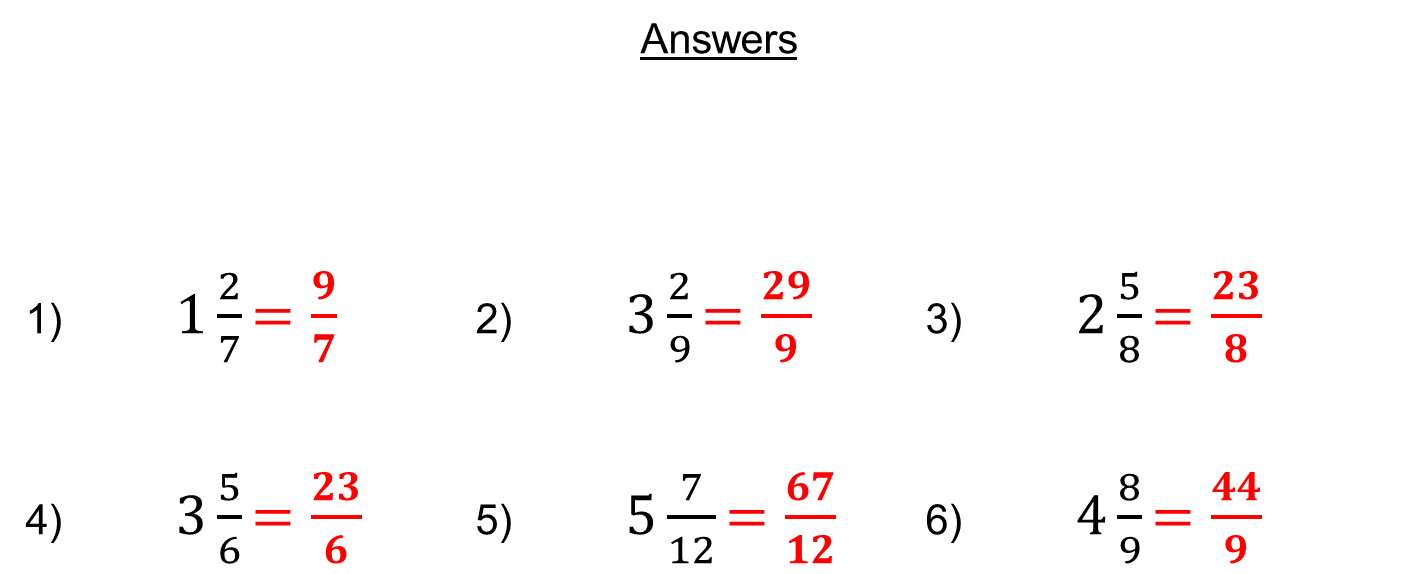 Answers
1) 1 2/7 = 9/7 2) 3 2/9 = 29/9 3) 2 5/8 = 23/8
4) 3 5/6 = 23/6 5) 5 7/12 = 67/12 6) 4 8/9 = 44/9